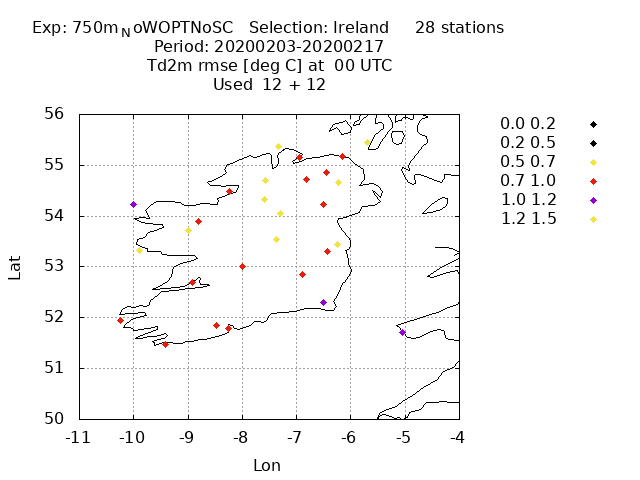 Exp: 750m_NoWOPTNoSC   Selection: Ireland     28 stations
Period: 20200203-20200217
Td2m rmse [deg C] at  00 UTC
Used  12 + 12
0.0 0.2
0.2 0.5
0.5 0.7
0.7 1.0
1.0 1.2
1.2 1.5
56
55
54
53
52
51
50
Lat
-11 -10 -9 -8 -7 -6 -5 -4
Lon